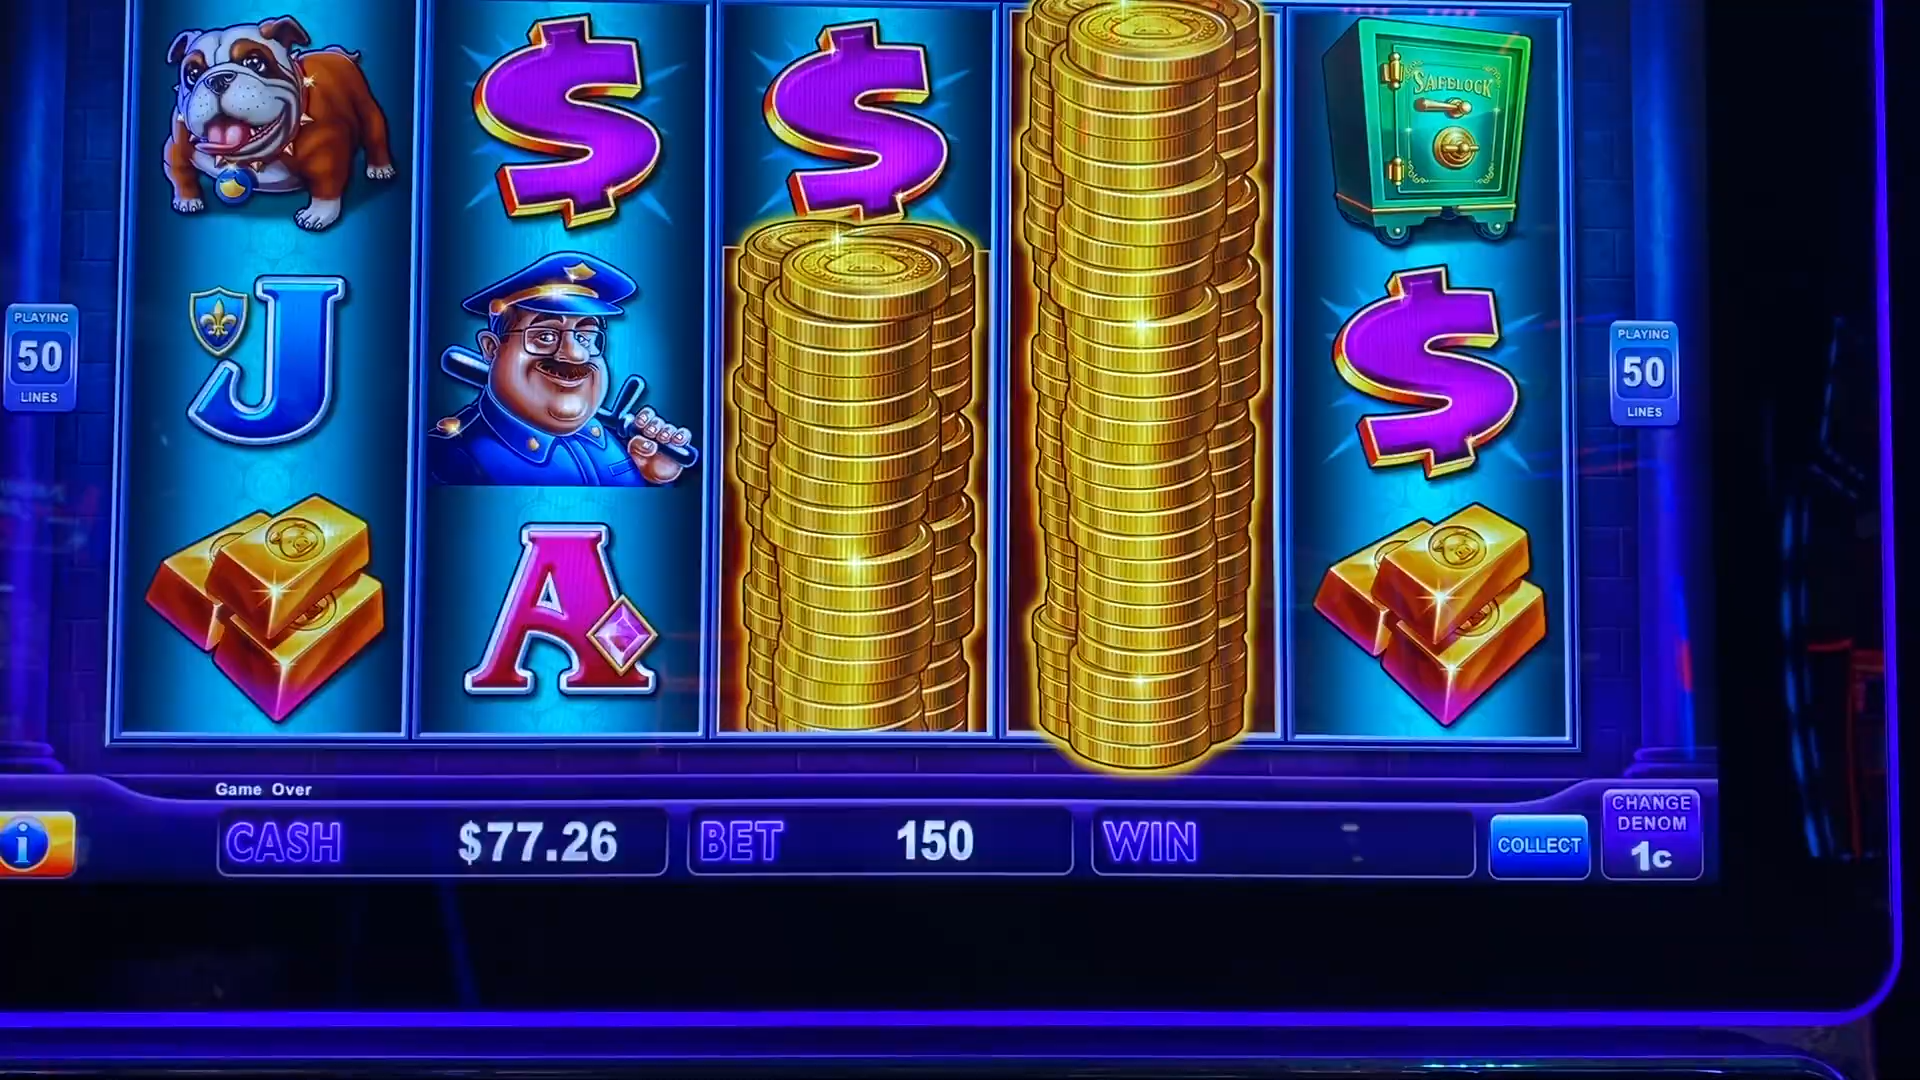 SAFELOCK
J
PLAYING
50
LINES
PLAYING
50
LINES
A
Game Over
CASH
$77.26
BET
150
WIN
COLLECT
CHANGE
DENOM
1c
i